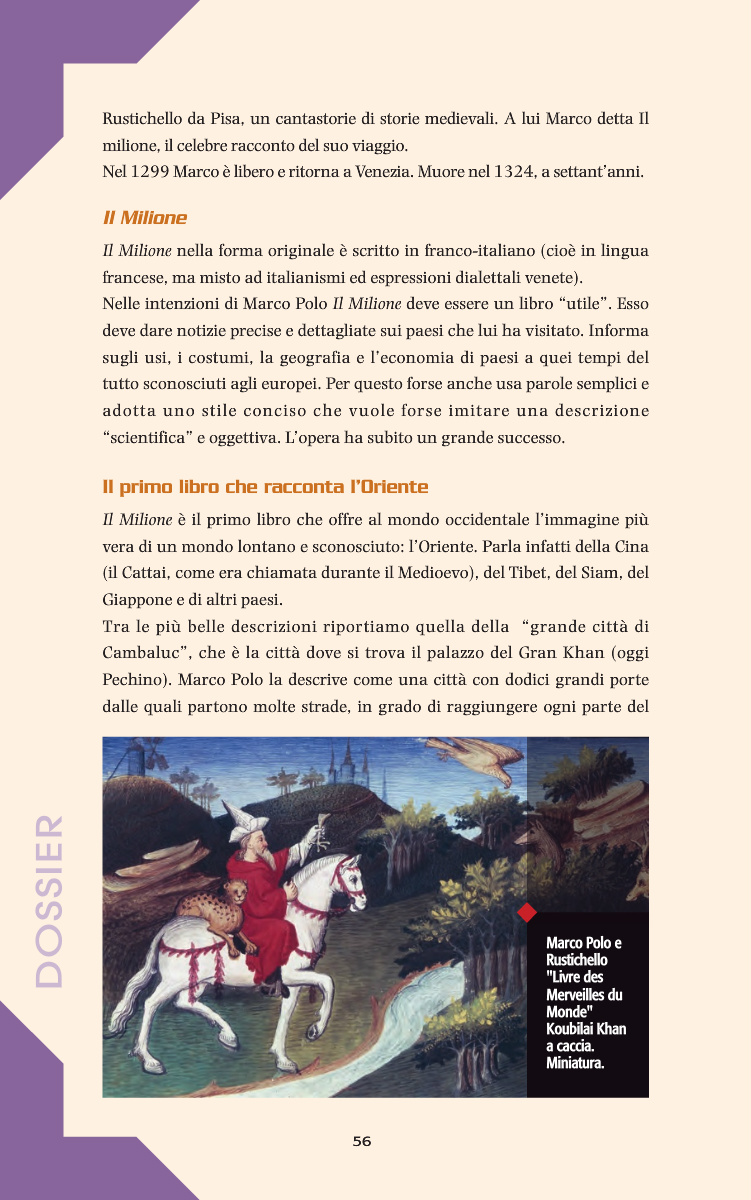 Rustichello da Pisa, un cantastorie di storie medievali. A lui Marco detta Il
milione, il celebre racconto del suo viaggio.
Nel 1299 Marco è libero e ritorna a Venezia. Muore nel 1324, a settant’anni.
Il Milione
Il Milione nella forma originale è scritto in franco-italiano (cioè in lingua
francese, ma misto ad italianismi ed espressioni dialettali venete).
Nelle intenzioni di Marco Polo Il Milione deve essere un libro “utile”. Esso
deve dare notizie precise e dettagliate sui paesi che lui ha visitato. Informa
sugli usi, i costumi, la geografia e l’economia di paesi a quei tempi del
tutto sconosciuti agli europei. Per questo forse anche usa parole semplici e
adotta uno stile conciso che vuole forse imitare una descrizione
“scientifica” e oggettiva. L’opera ha subito un grande successo.
Il primo libro che racconta l’Oriente
Il Milione è il primo libro che offre al mondo occidentale l’immagine più
vera di un mondo lontano e sconosciuto: l’Oriente. Parla infatti della Cina
(il Cattai, come era chiamata durante il Medioevo), del Tibet, del Siam, del
Giappone e di altri paesi.
Tra le più belle descrizioni riportiamo quella della “grande città di
Cambaluc”, che è la città dove si trova il palazzo del Gran Khan (oggi
Pechino). Marco Polo la descrive come una città con dodici grandi porte
dalle quali partono molte strade, in grado di raggiungere ogni parte del
DOSSIER
Marco Polo e
Rustichello
"Livre des
Merveilles du
Monde"
Koubilai Khan
a caccia.
Miniatura.
56